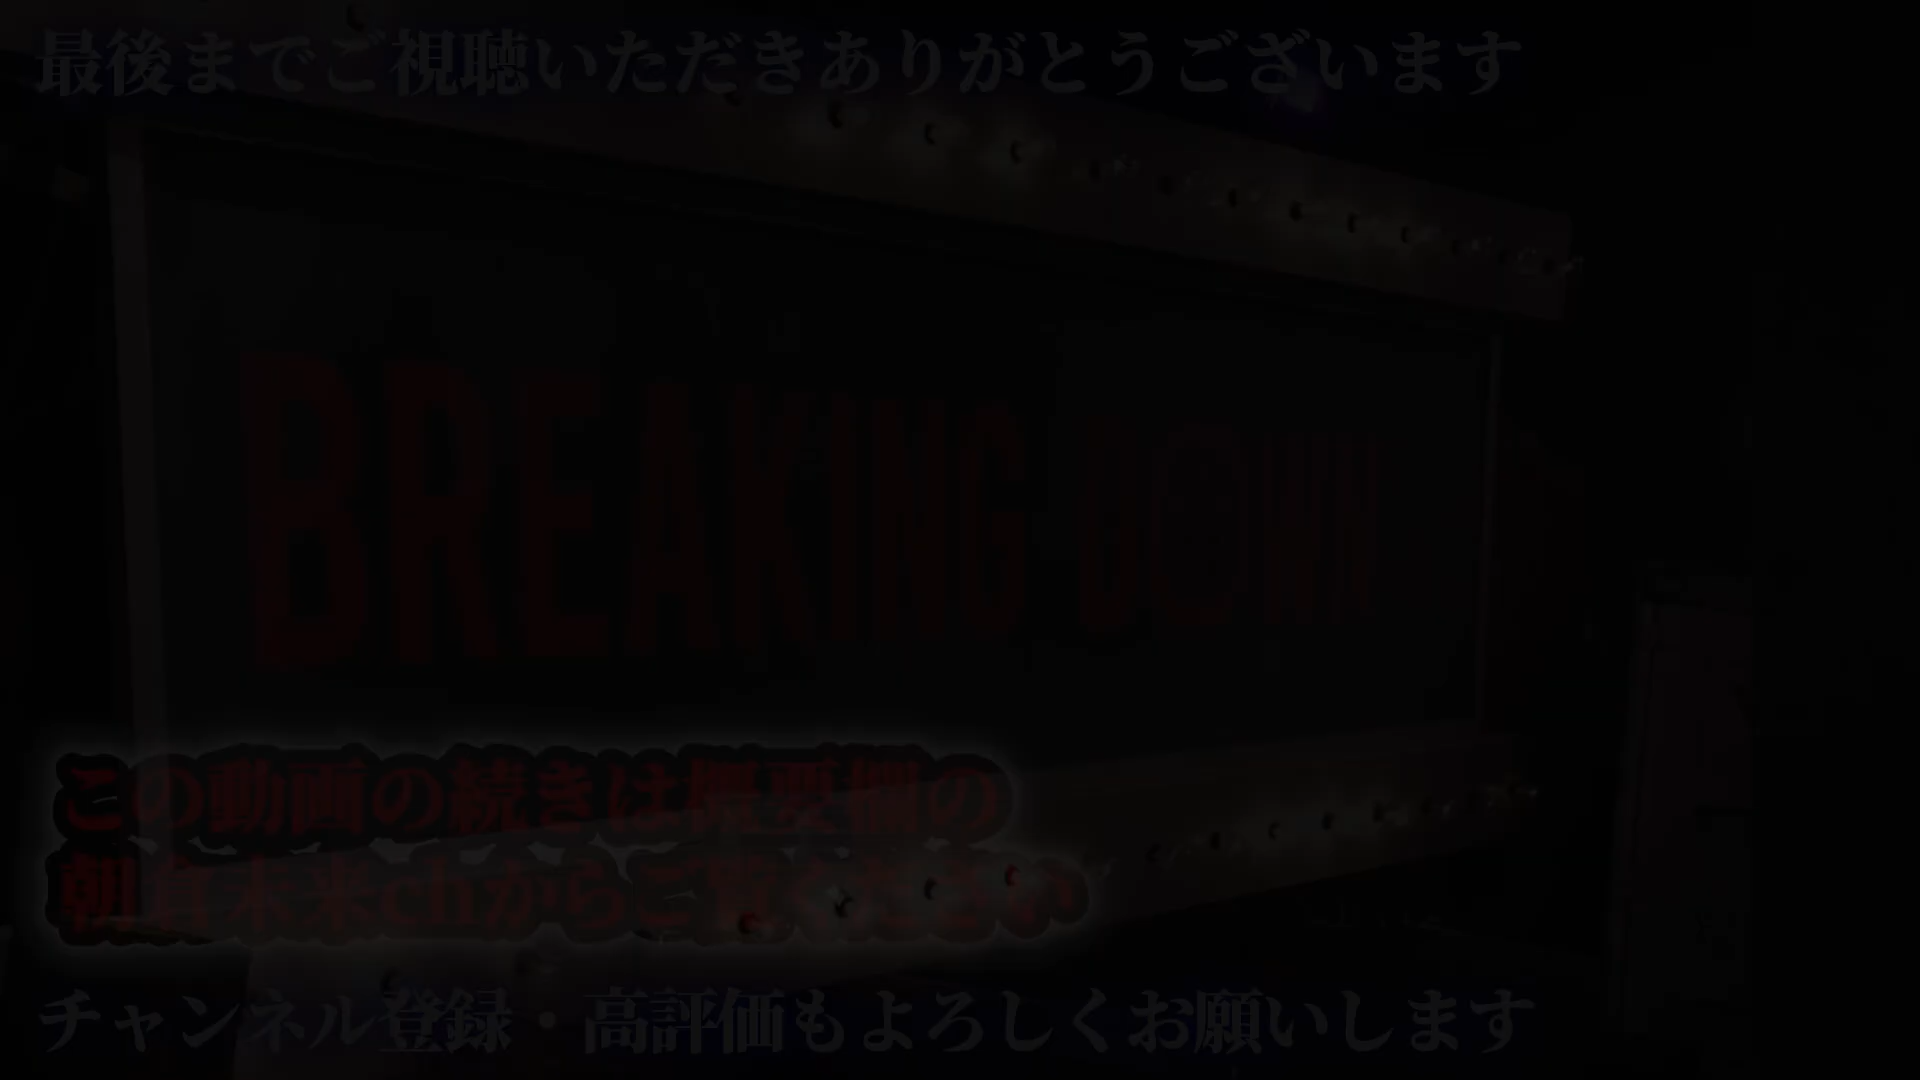 最後までご視聴いただきありがとうございます
BREAKING DOWN
この動画の続きは概要欄の
朝倉未来chからご覧ください
チャンネル登録・高評価もよろしくお願いします